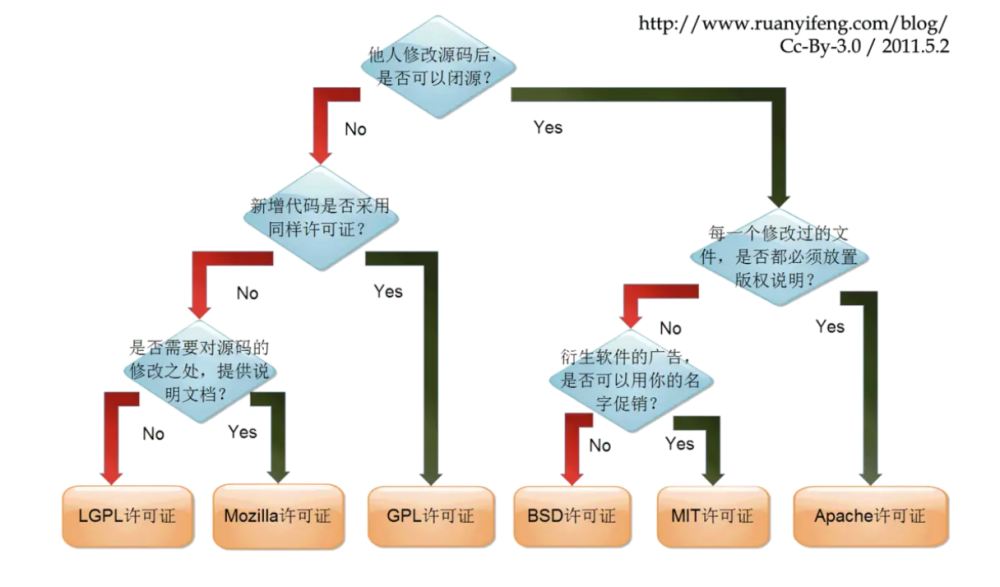 http://www.ruanyifeng.com/blog/
Cc-By-3.0 / 2011.5.2
他人修改源码后，
是否可以闭源？
No
Yes
新增代码是否采用
同样许可证？
每一个修改过的文
件，是否都必须放置
版权说明？
No
Yes
No
Yes
是否需要对源码的
修改之处，提供说
明文档？
衍生软件的广告，
是否可以用你的名
字促销？
No
Yes
No
Yes
LGPL许可证
Mozilla许可证
GPL许可证
BSD许可证
MIT许可证
Apache许可证